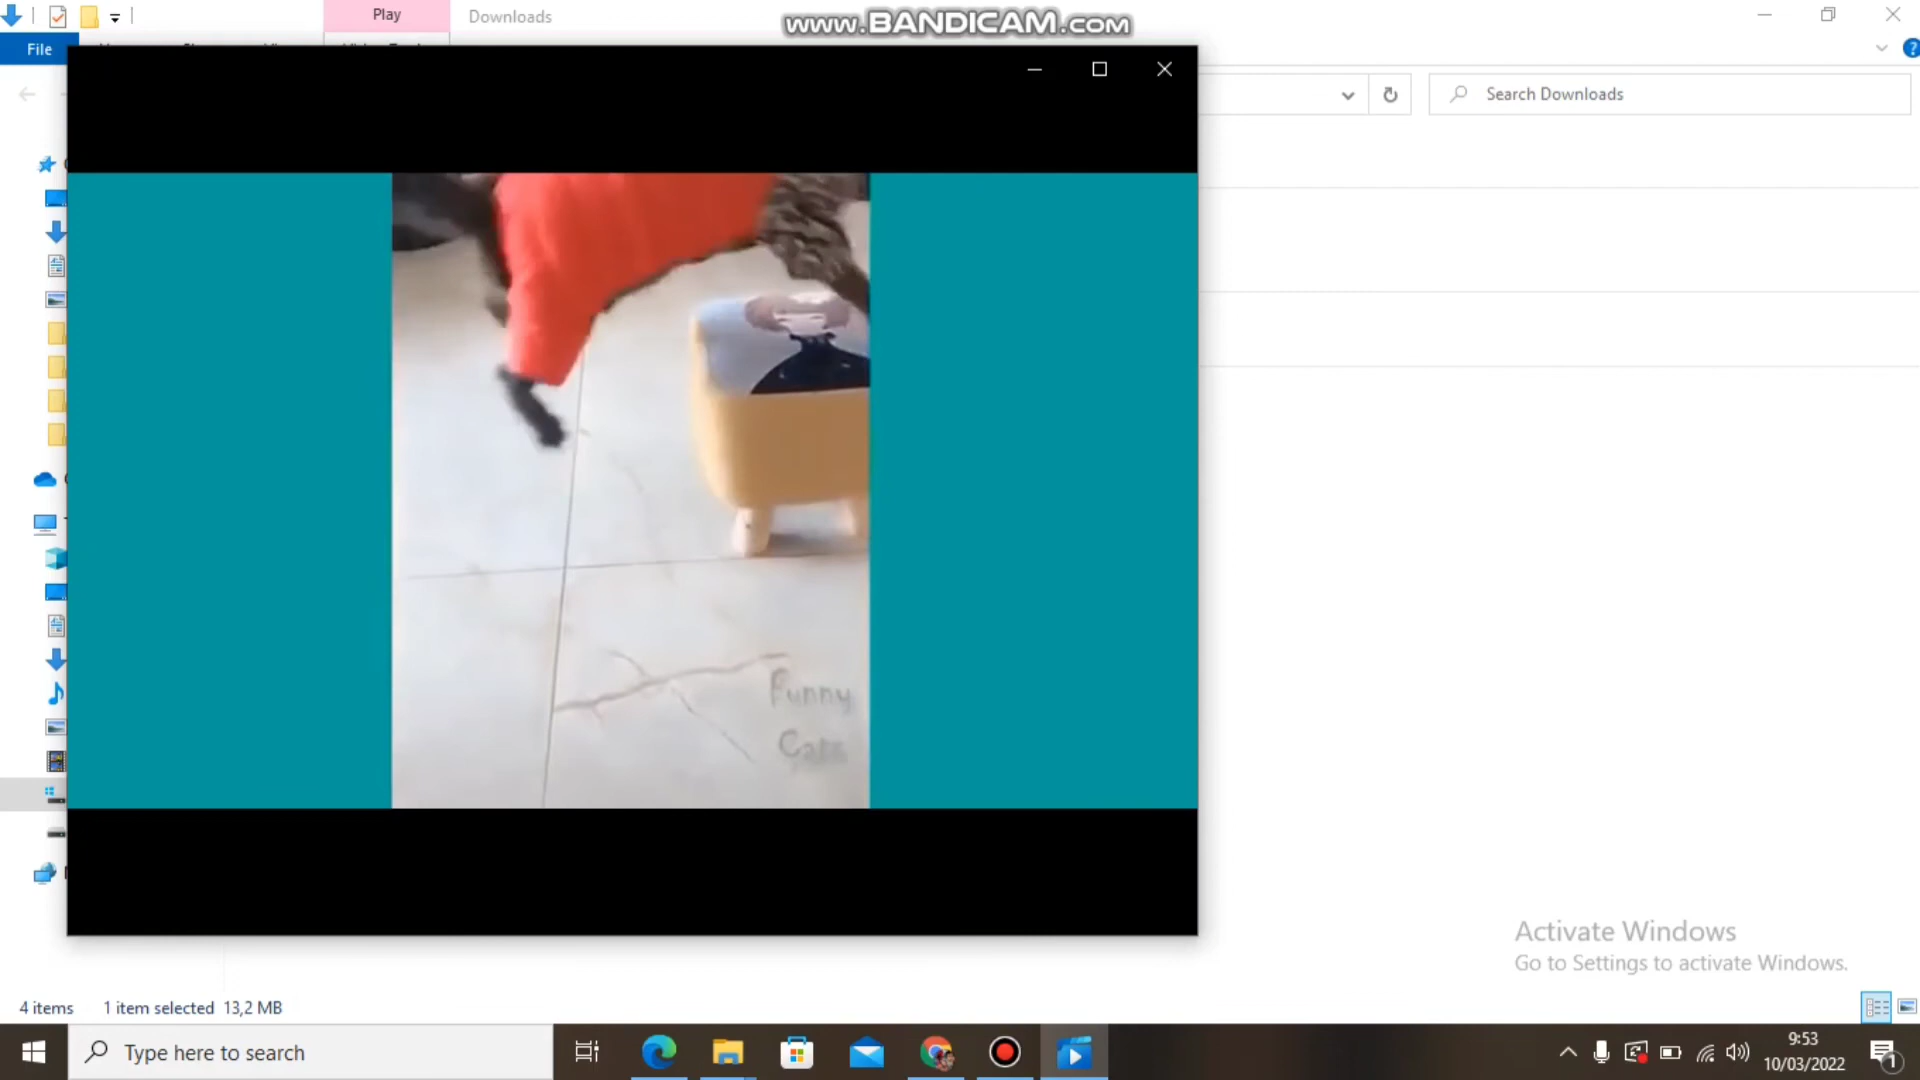 Play
Downloads
www.BANDICAM.com
File
Search Downloads
Funny
Cats
Activate Windows
Go to Settings to activate Windows.
4 items
1 item selected 13,2 MB
Type here to search
9:53
10/03/2022
1